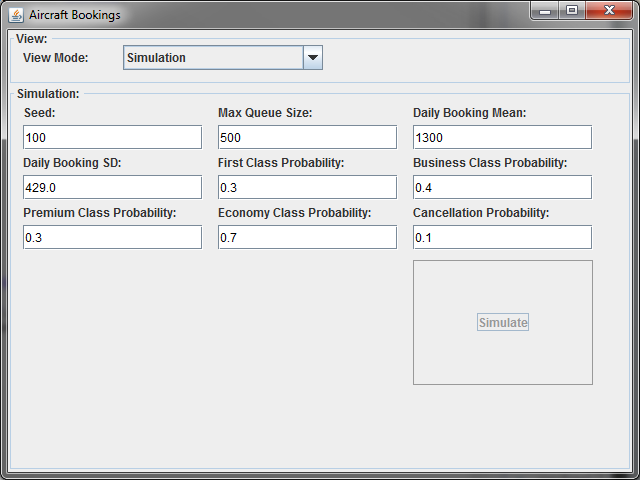 Aircraft Bookings
View:
View Mode: Simulation
Simulation:
Seed: Max Queue Size: Daily Booking Mean:
100 500 1300
Daily Booking SD: First Class Probability: Business Class Probability:
429.0 0.3 0.4
Premium Class Probability: Economy Class Probability: Cancellation Probability:
0.3 0.7 0.1
Simulate